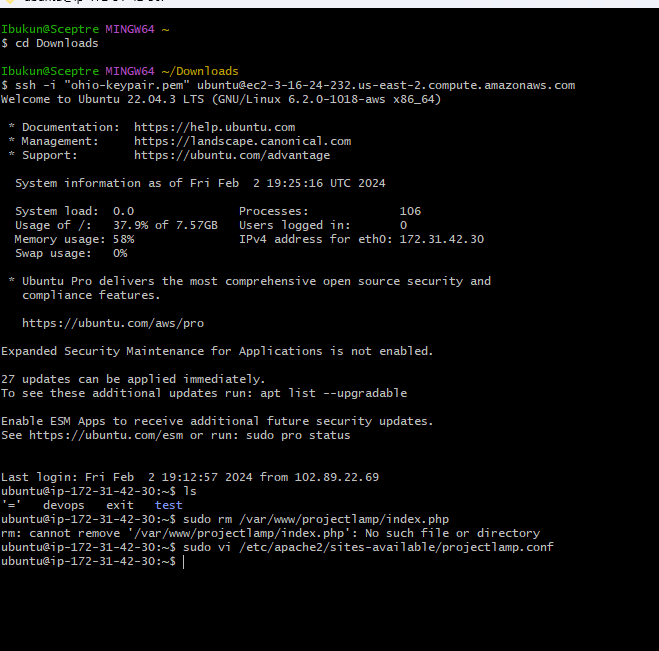 Ibukun@Sceptre MINGW64 ~
$ cd Downloads
Ibukun@Sceptre MINGW64 ~/Downloads
$ ssh -i "ohio-keypair.pem" ubuntu@ec2-3-16-24-232.us-east-2.compute.amazonaws.com
Welcome to Ubuntu 22.04.3 LTS (GNU/Linux 6.2.0-1018-aws x86_64)
 * Documentation:  https://help.ubuntu.com
 * Management:     https://landscape.canonical.com
 * Support:        https://ubuntu.com/advantage
  System information as of Fri Feb  2 19:25:16 UTC 2024
  System load:  0.0               Processes:             106
  Usage of /:   37.9% of 7.57GB   Users logged in:       0
  Memory usage: 58%               IPv4 address for eth0: 172.31.42.30
  Swap usage:   0%
 * Ubuntu Pro delivers the most comprehensive open source security and
   compliance features.
   https://ubuntu.com/aws/pro
Expanded Security Maintenance for Applications is not enabled.
27 updates can be applied immediately.
To see these additional updates run: apt list --upgradable
Enable ESM Apps to receive additional future security updates.
See https://ubuntu.com/esm or run: sudo pro status
Last login: Fri Feb  2 19:12:57 2024 from 102.89.22.69
ubuntu@ip-172-31-42-30:~$ ls
'='   devops   exit   test
ubuntu@ip-172-31-42-30:~$ sudo rm /var/www/projectlamp/index.php
rm: cannot remove '/var/www/projectlamp/index.php': No such file or directory
ubuntu@ip-172-31-42-30:~$ sudo vi /etc/apache2/sites-available/projectlamp.conf
ubuntu@ip-172-31-42-30:~$